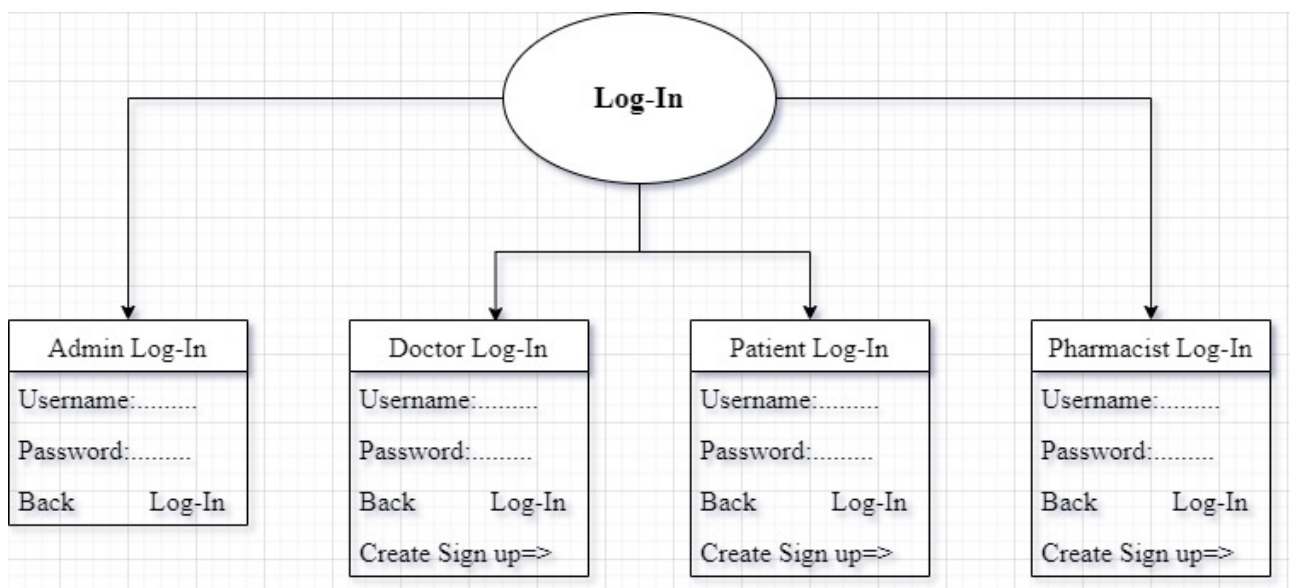 Log-In
Admin Log-In
Username:.........
Password:.........
Back Log-In
Doctor Log-In
Username:.........
Password:.........
Back Log-In
Create Sign up=>
Patient Log-In
Username:.........
Password:.........
Back Log-In
Create Sign up=>
Pharmacist Log-In
Username:.........
Password:.........
Back Log-In
Create Sign up=>